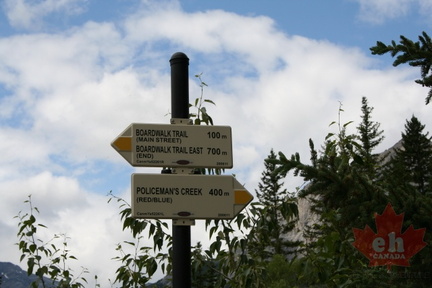 BOARDWALK TRAIL 100 m
(MAIN STREET)
BOARDWALK TRAIL EAST 700 m
(END)
POLICEMAN'S CREEK 400 m
(RED/BLUE)
eh
CANADA